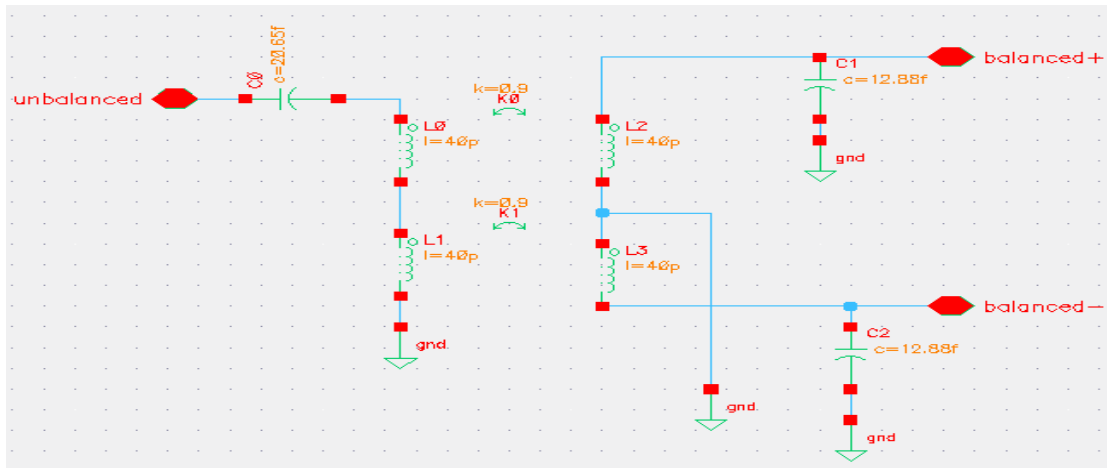 unbalanced
C0
c=20.65f
L0
l=40p
L1
l=40p
gnd
k=0.9
K0
k=0.9
K1
L2
l=40p
L3
l=40p
gnd
C1
c=12.88f
gnd
balanced+
balanced-
C2
c=12.88f
gnd